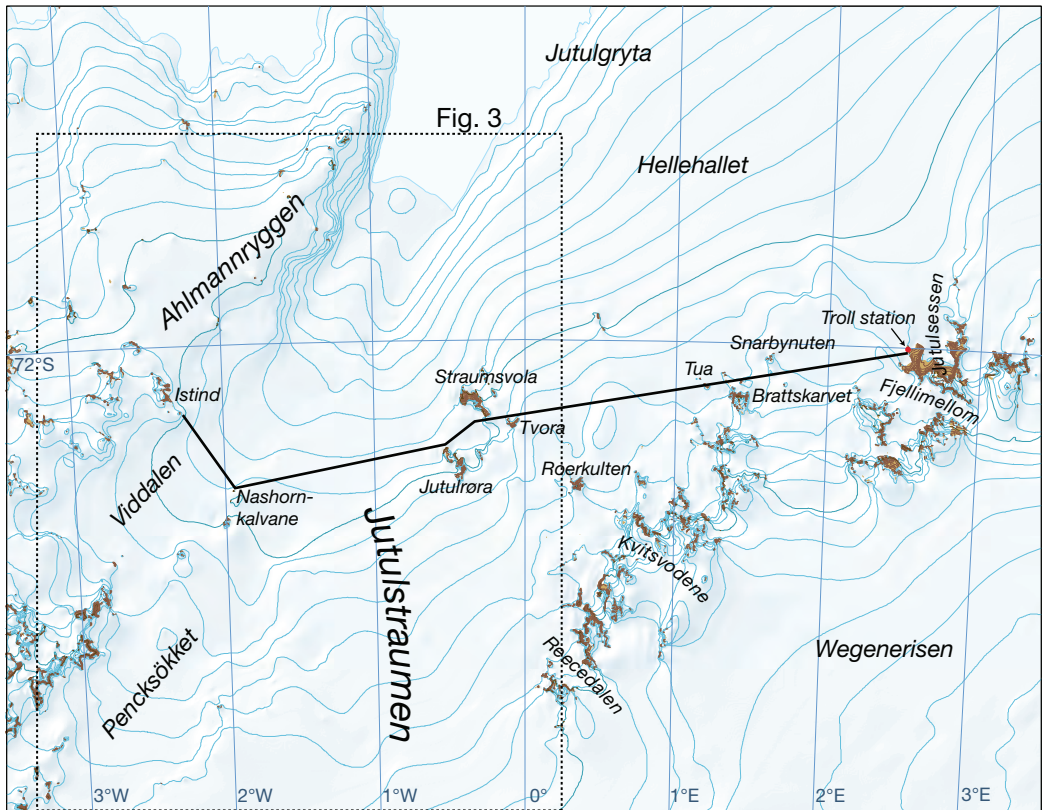 Jutulgryta
Fig. 3
Hellehallet
Ahlmannryggen
Jutulsessen
Troll station
72°S
Snarbynuten
Straumsvola
Tua
Istind
Brattskarvet
Fjellimellom
Tvora
Viddalen
Roerkulten
Jutulrøra
Nashorn-
kalvane
Jutulstraumen
Kvitsvodene
Pencksökket
Reecedalen
Wegenerisen
3°W
2°W
1°W
0°
1°E
2°E
3°E